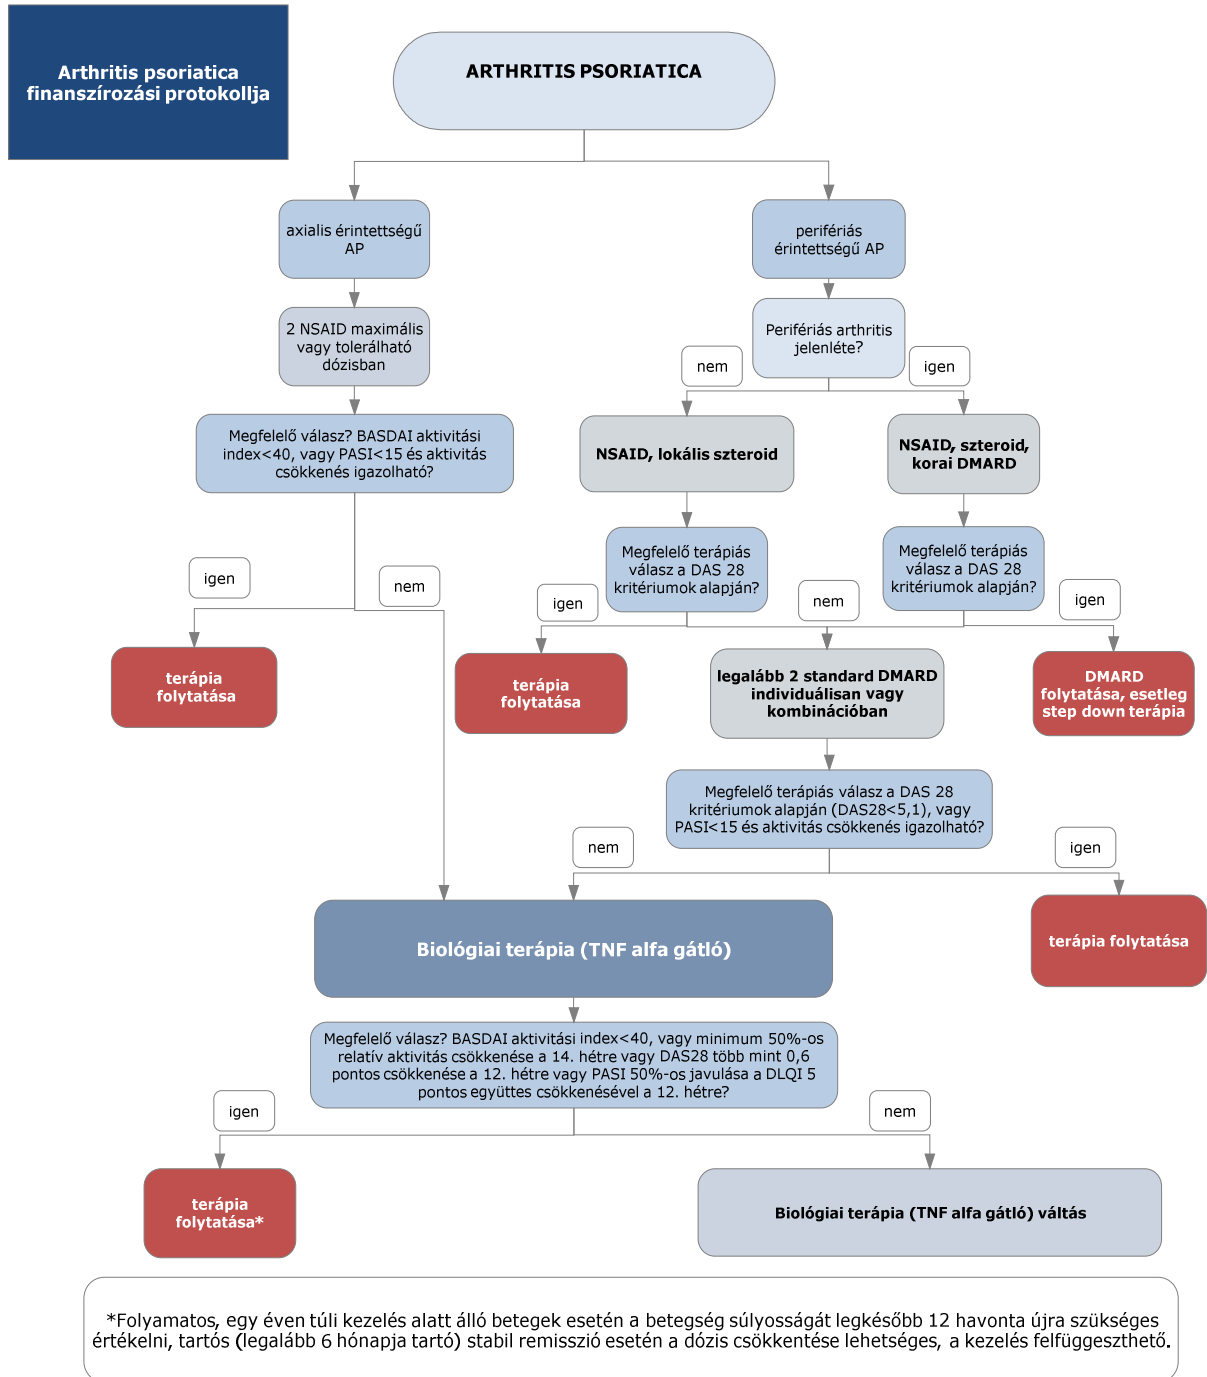 Arthritis psoriatica
finanszírozási protokollja
ARTHRITIS PSORIATICA
axialis érintettségű
AP
perifériás
érintettségű AP
2 NSAID maximális
vagy tolerálható
dózisban
Perifériás arthritis
jelenléte?
nem
igen
Megfelelő válasz? BASDAI aktivitási
index<40, vagy PASI<15 és aktivitás
csökkenés igazolható?
NSAID, lokális szteroid
NSAID, szteroid,
korai DMARD
Megfelelő terápiás
válasz a DAS 28
kritériumok alapján?
Megfelelő terápiás
válasz a DAS 28
kritériumok alapján?
igen
nem
igen
nem
igen
terápia
folytatása
terápia
folytatása
legalább 2 standard DMARD
individuálisan vagy
kombinációban
DMARD
folytatása, esetleg
step down terápia
Megfelelő terápiás válasz a DAS 28
kritériumok alapján (DAS28<5,1), vagy
PASI<15 és aktivitás csökkenés igazolható?
nem
igen
Biológiai terápia (TNF alfa gátló)
terápia folytatása
Megfelelő válasz? BASDAI aktivitási index<40, vagy minimum 50%-os
relatív aktivitás csökkenése a 14. hétre vagy DAS28 több mint 0,6
pontos csökkenése a 12. hétre vagy PASI 50%-os javulása a DLQI 5
pontos együttes csökkenésével a 12. hétre?
igen
nem
terápia
folytatása*
Biológiai terápia (TNF alfa gátló) váltás
*Folyamatos, egy éven túli kezelés alatt álló betegek esetén a betegség súlyosságát legkésőbb 12 havonta újra szükséges
értékelni, tartós (legalább 6 hónapja tartó) stabil remisszió esetén a dózis csökkentése lehetséges, a kezelés felfüggeszthető.